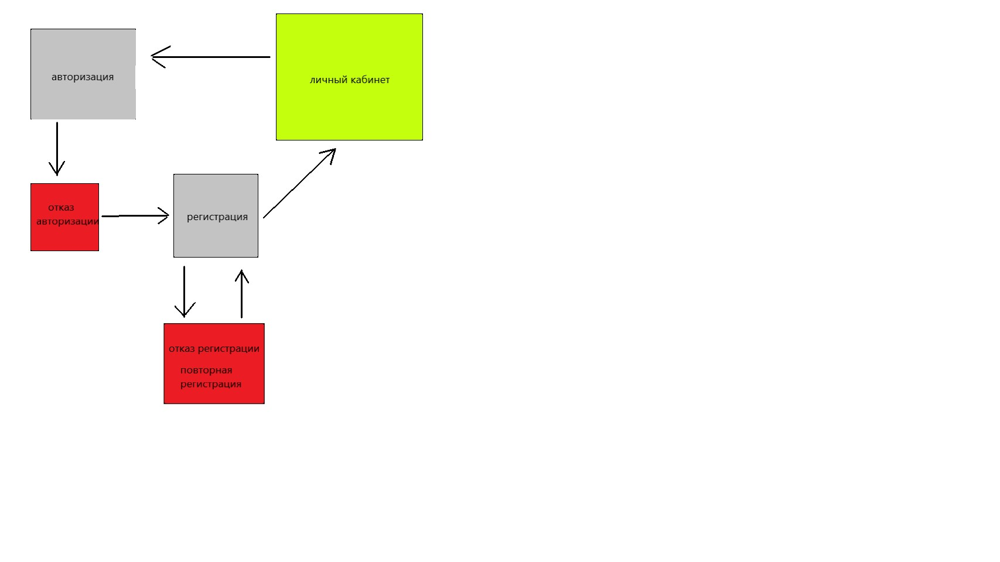 авторизация
личный кабинет
отказ
авторизации
регистрация
отказ регистрации
повторная
регистрация